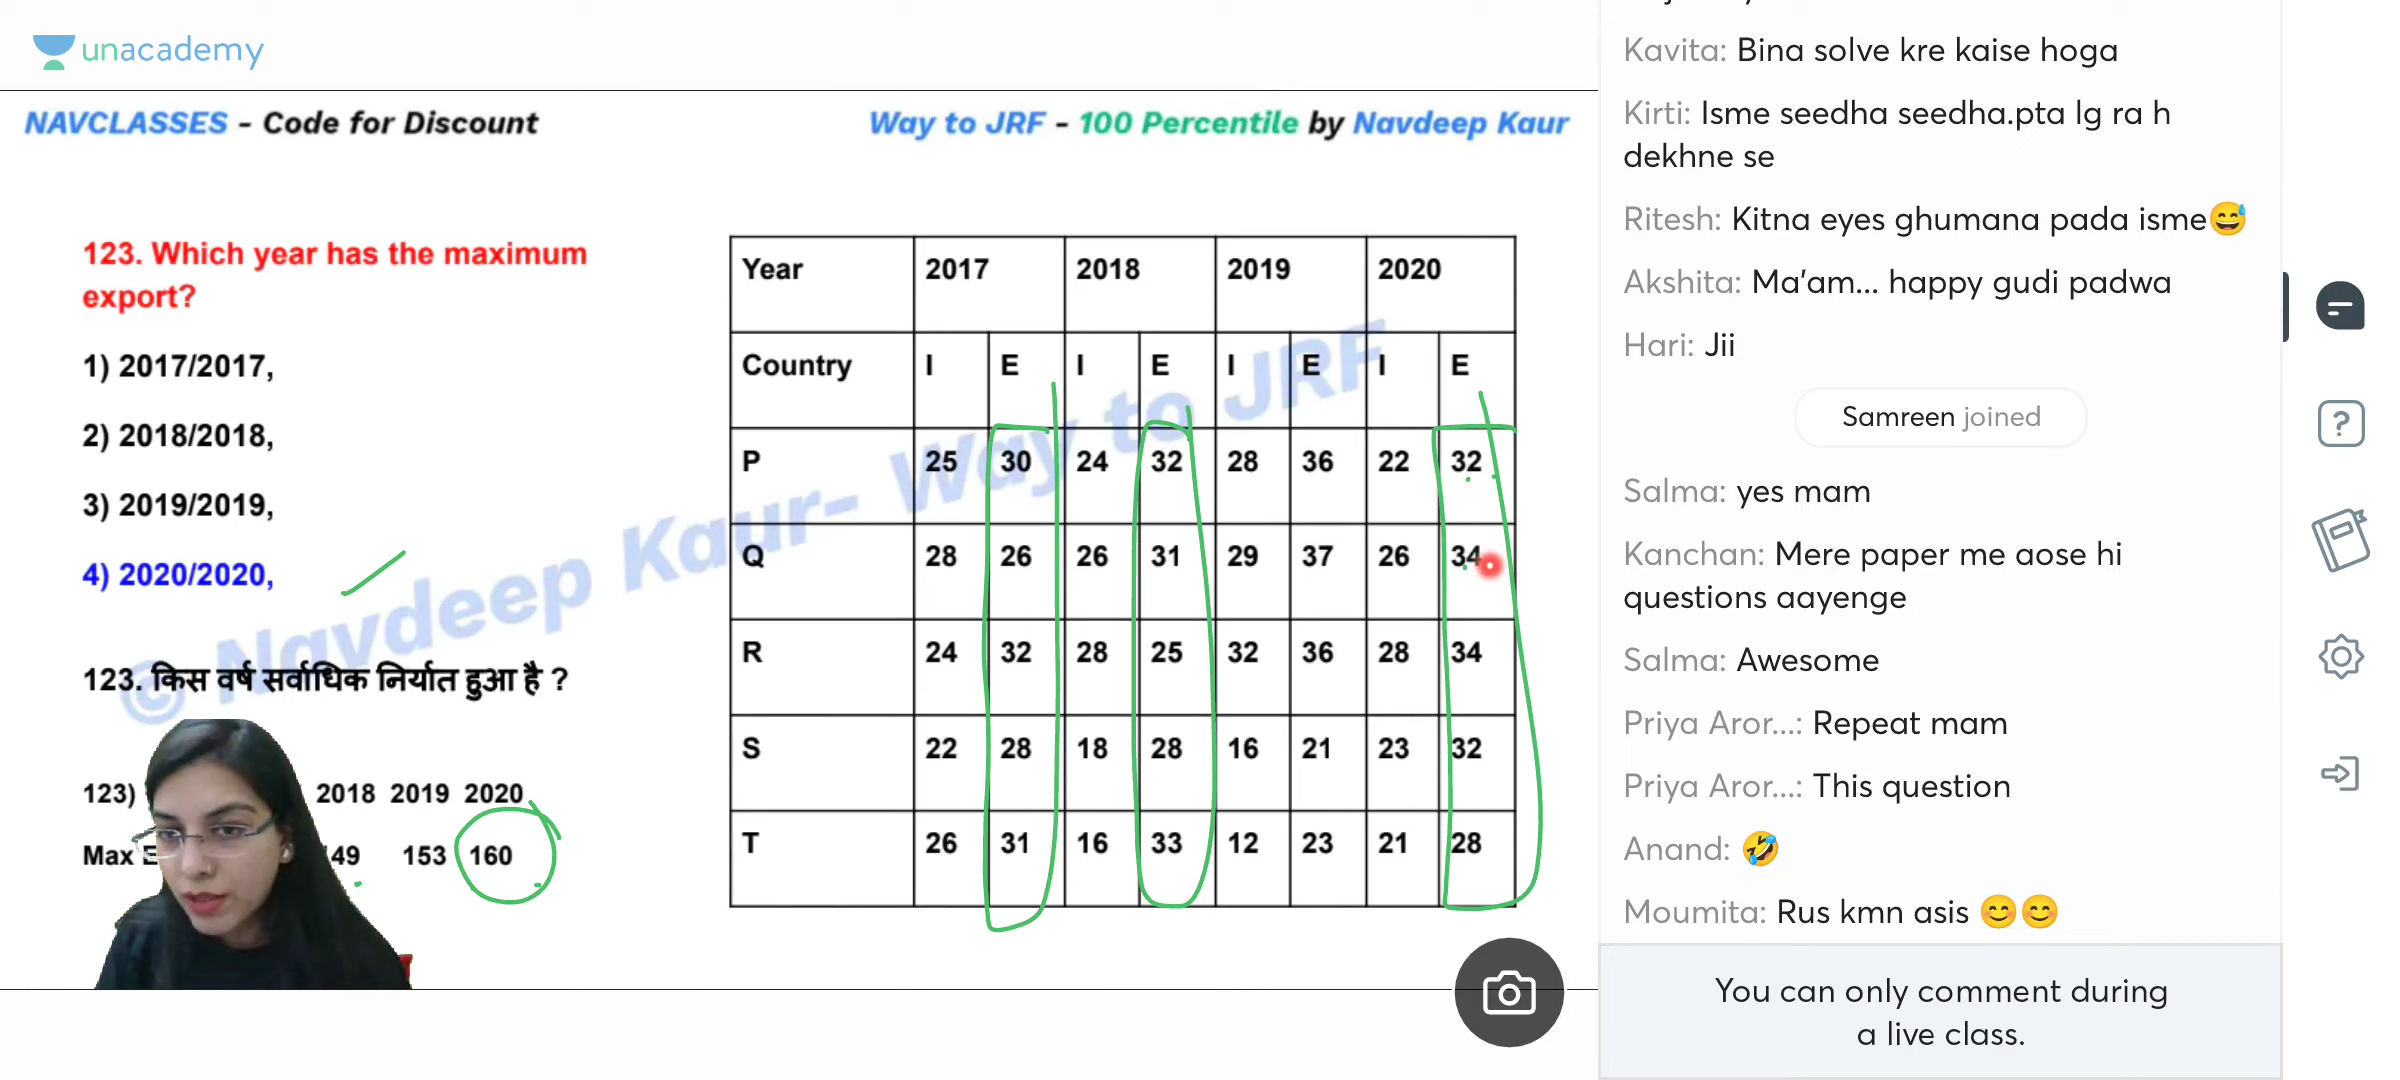 unacademy
NAVCLASSES - Code for Discount
Way to JRF - 100 Percentile by Navdeep Kaur
123. Which year has the maximum
export?
1) 2017/2017,
2) 2018/2018,
3) 2019/2019,
4) 2020/2020,
123. किस वर्ष सर्वाधिक निर्यात हुआ है ?
123) 2018 2019 2020
Max E 49 153 160
Year 2017 2018 2019 2020
Country I E I E I E I E
P 25 30 24 32 28 36 22 32
Q 28 26 26 31 29 37 26 34
R 24 32 28 25 32 36 28 34
S 22 28 18 28 16 21 23 32
T 26 31 16 33 12 23 21 28
© Navdeep Kaur- Way to JRF
Kavita: Bina solve kre kaise hoga
Kirti: Isme seedha seedha.pta lg ra h
dekhne se
Ritesh: Kitna eyes ghumana pada isme😅
Akshita: Ma'am... happy gudi padwa
Hari: Jii
Samreen joined
Salma: yes mam
Kanchan: Mere paper me aose hi
questions aayenge
Salma: Awesome
Priya Aror...: Repeat mam
Priya Aror...: This question
Anand: 🤣
Moumita: Rus kmn asis 😊😊
You can only comment during
a live class.